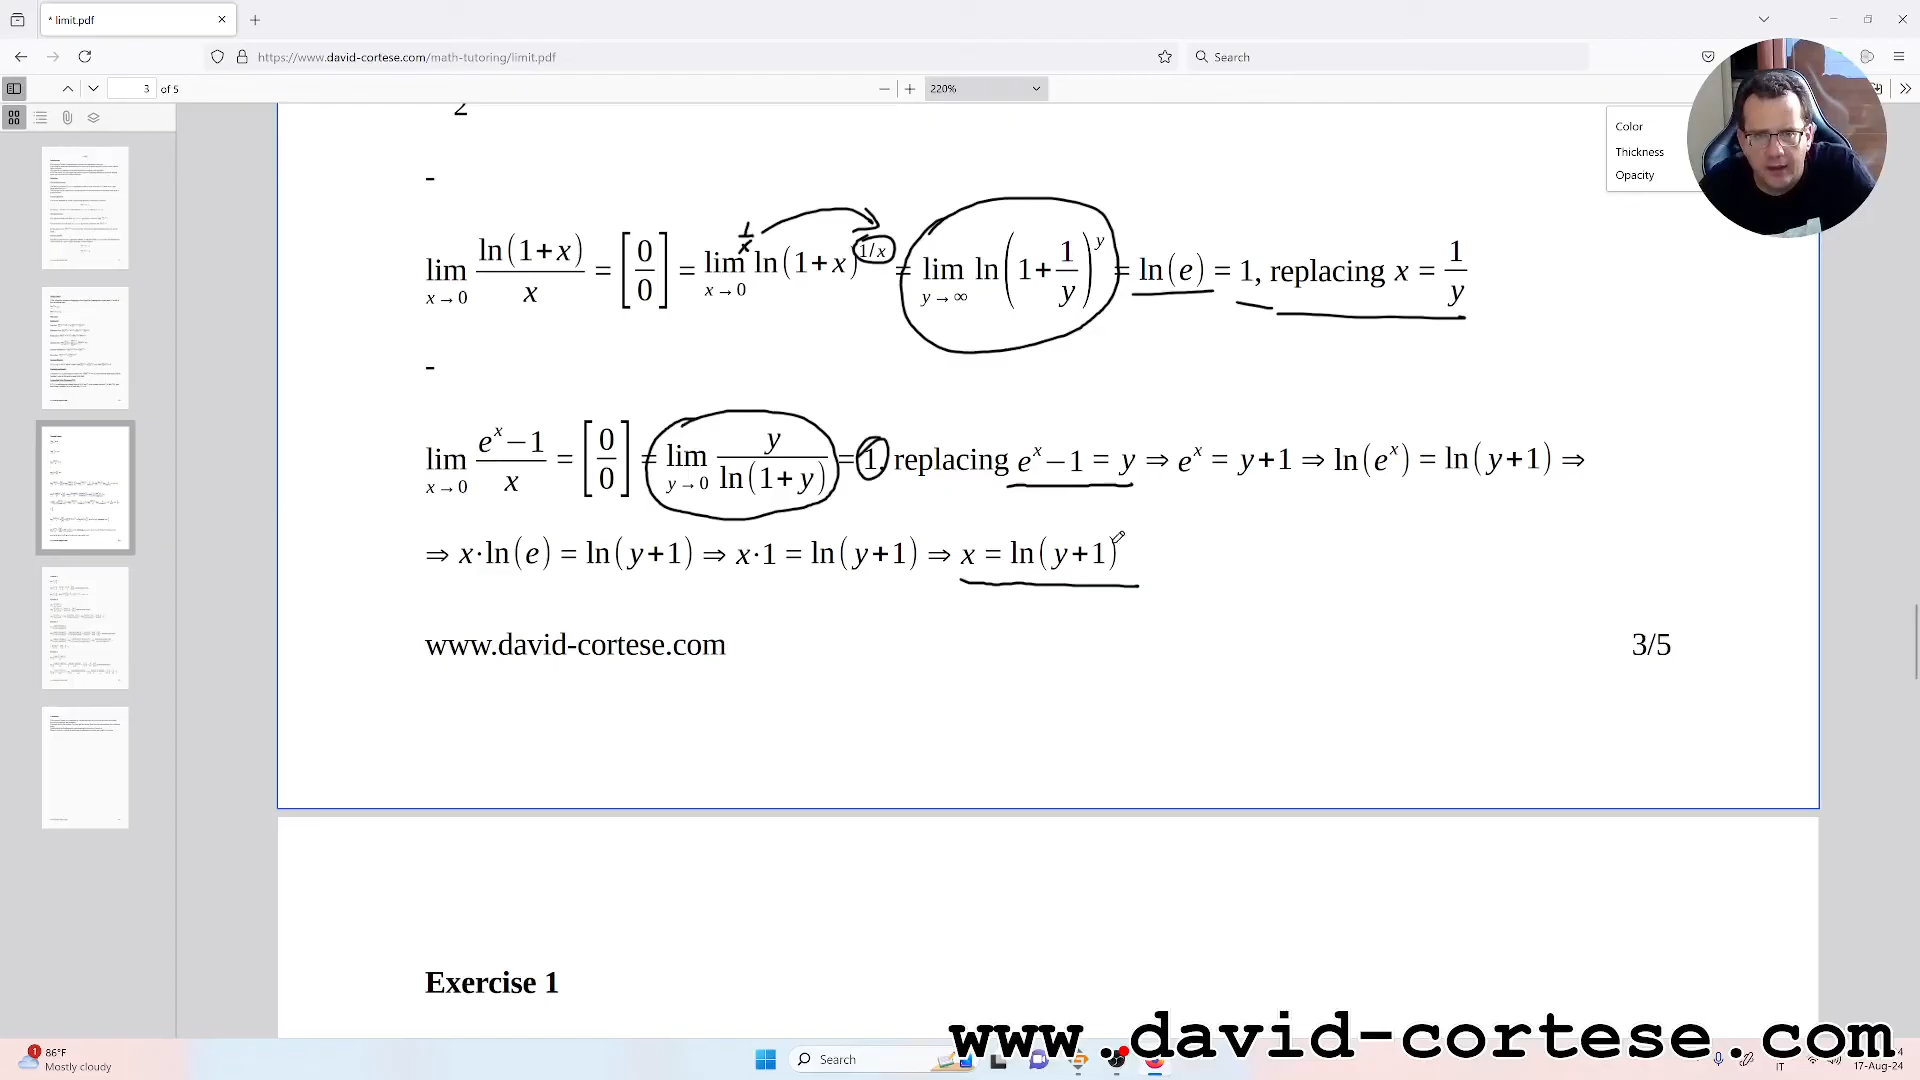 * limit.pdf
https://www.david-cortese.com/math-tutoring/limit.pdf
Search
3 of 5
220%
Color
Thickness
Opacity
2
-
1/x
lim x→0 ln(1+x)/x = [0/0] = lim x→0 ln(1+x)^(1/x) = lim y→∞ ln(1+1/y)^y = ln(e) = 1, replacing x = 1/y
-
lim x→0 (e^x−1)/x = [0/0] = lim y→0 y/ln(1+y) = 1, replacing e^x−1 = y ⇒ e^x = y+1 ⇒ ln(e^x) = ln(y+1) ⇒
⇒ x·ln(e) = ln(y+1) ⇒ x·1 = ln(y+1) ⇒ x = ln(y+1)
www.david-cortese.com 3/5
Exercise 1
www.david-cortese.com
1
86°F
Mostly cloudy
Search
IT
17-Aug-24